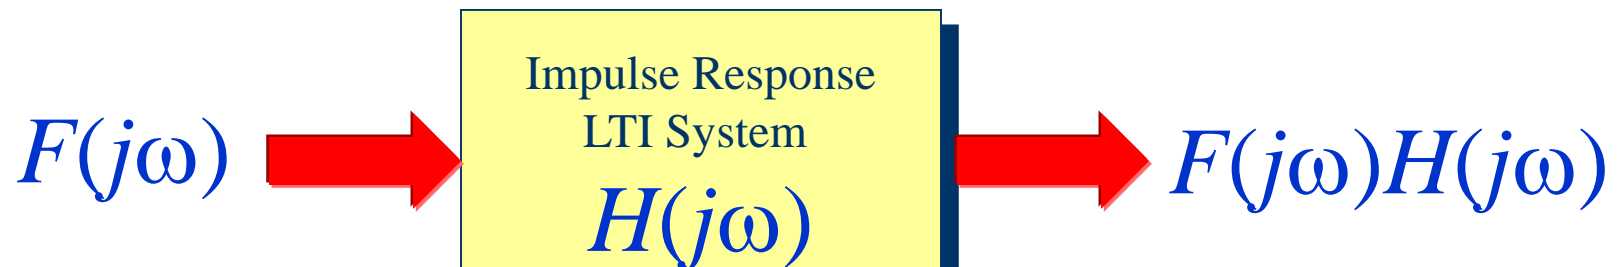 F(jω)
Impulse Response
LTI System
H(jω)
F(jω)H(jω)